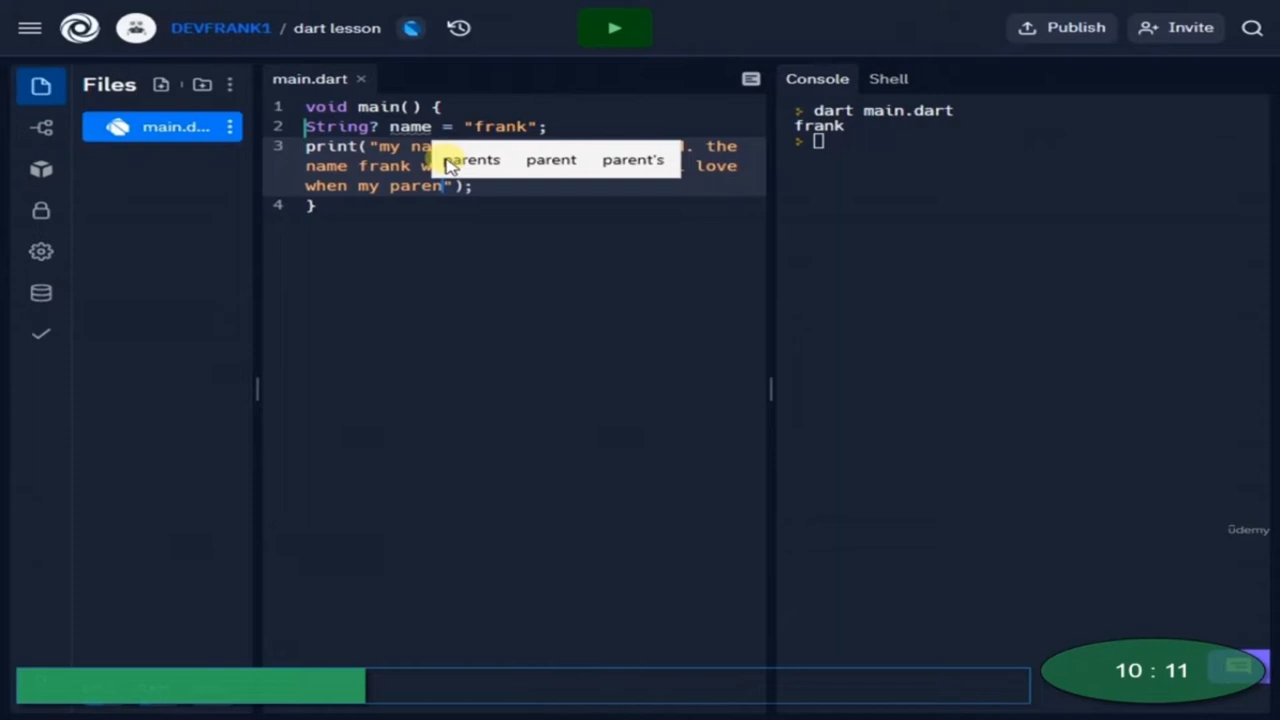 DEVFRANK1 / dart lesson
Publish
Invite
Files
main.d...
main.dart ×
1 void main() {
2 String? name = "frank";
3 print("my na . the
name frank love
when my paren");
4 }
parents parent parent's
Console
Shell
dart main.dart
frank
ûdemy
10 : 11